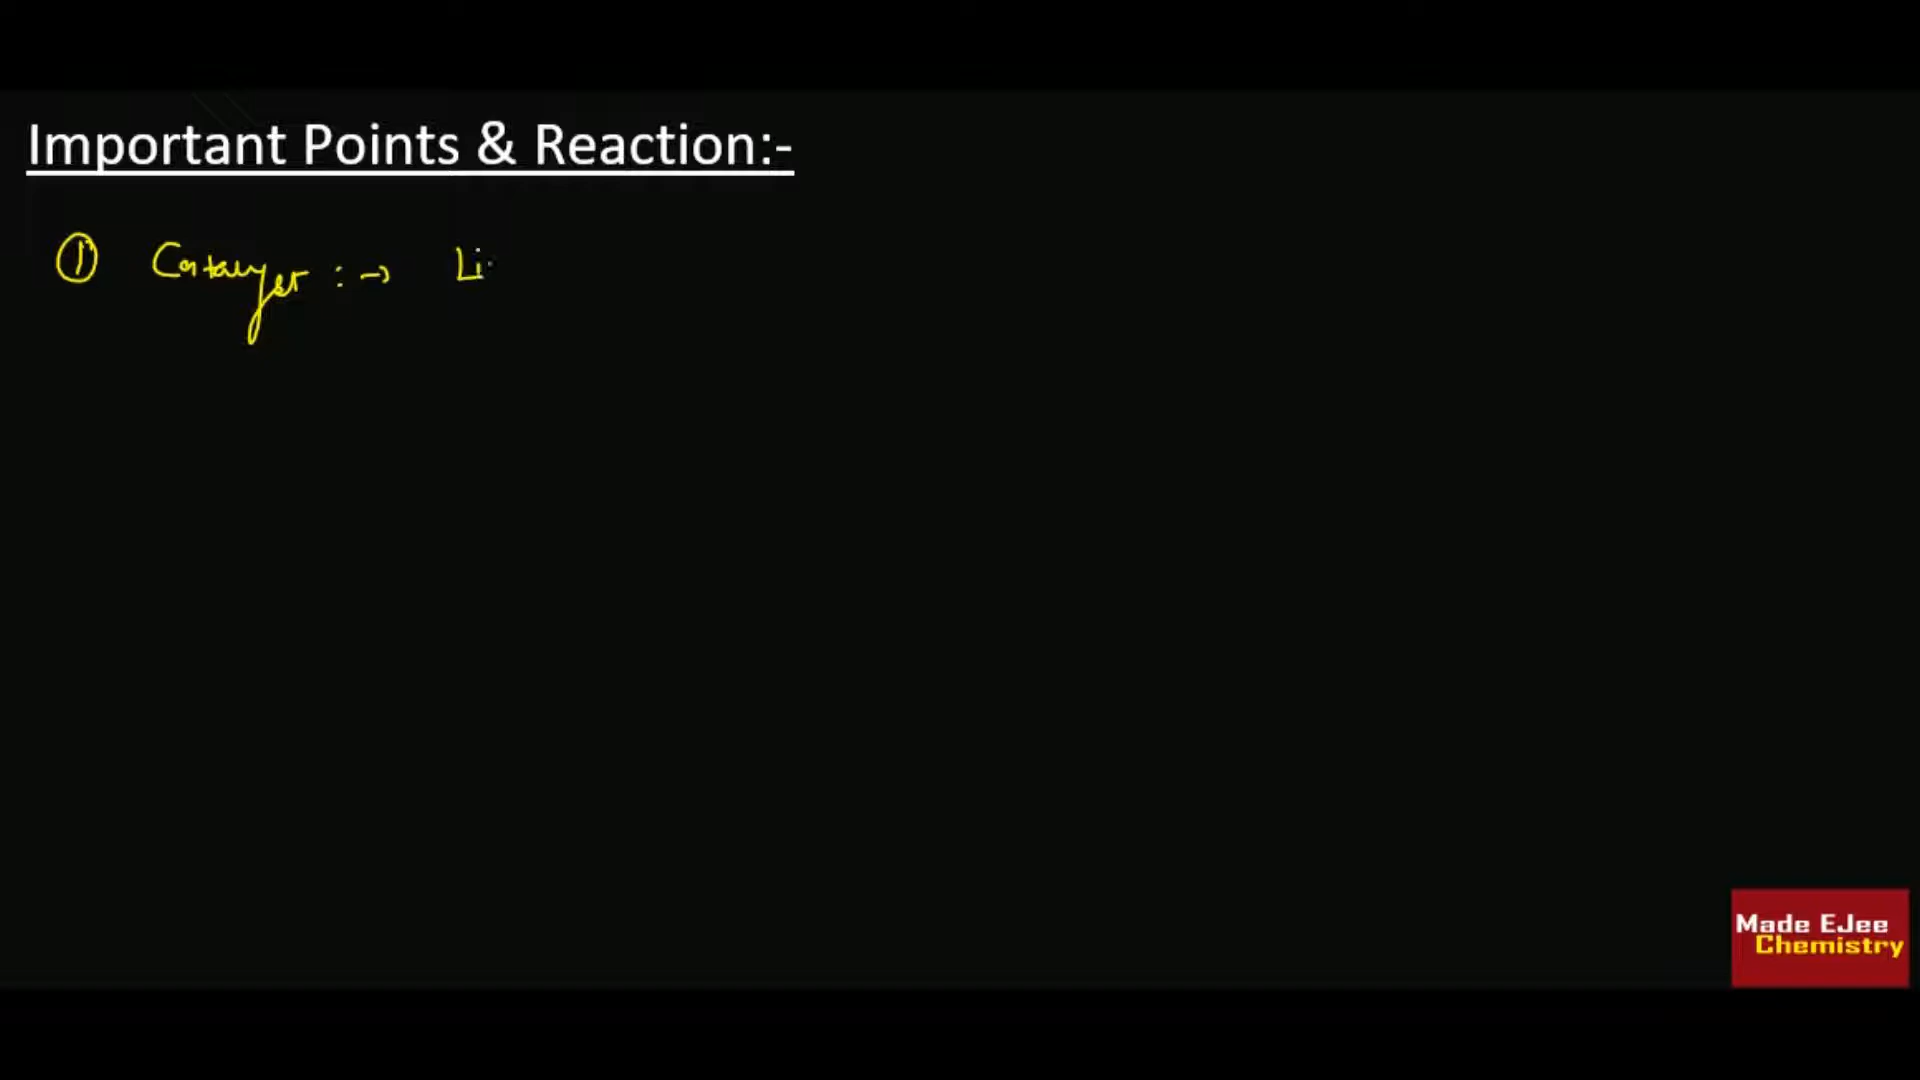 Important Points & Reaction:-
① Catalyst :→ Li
Made EJee
Chemistry